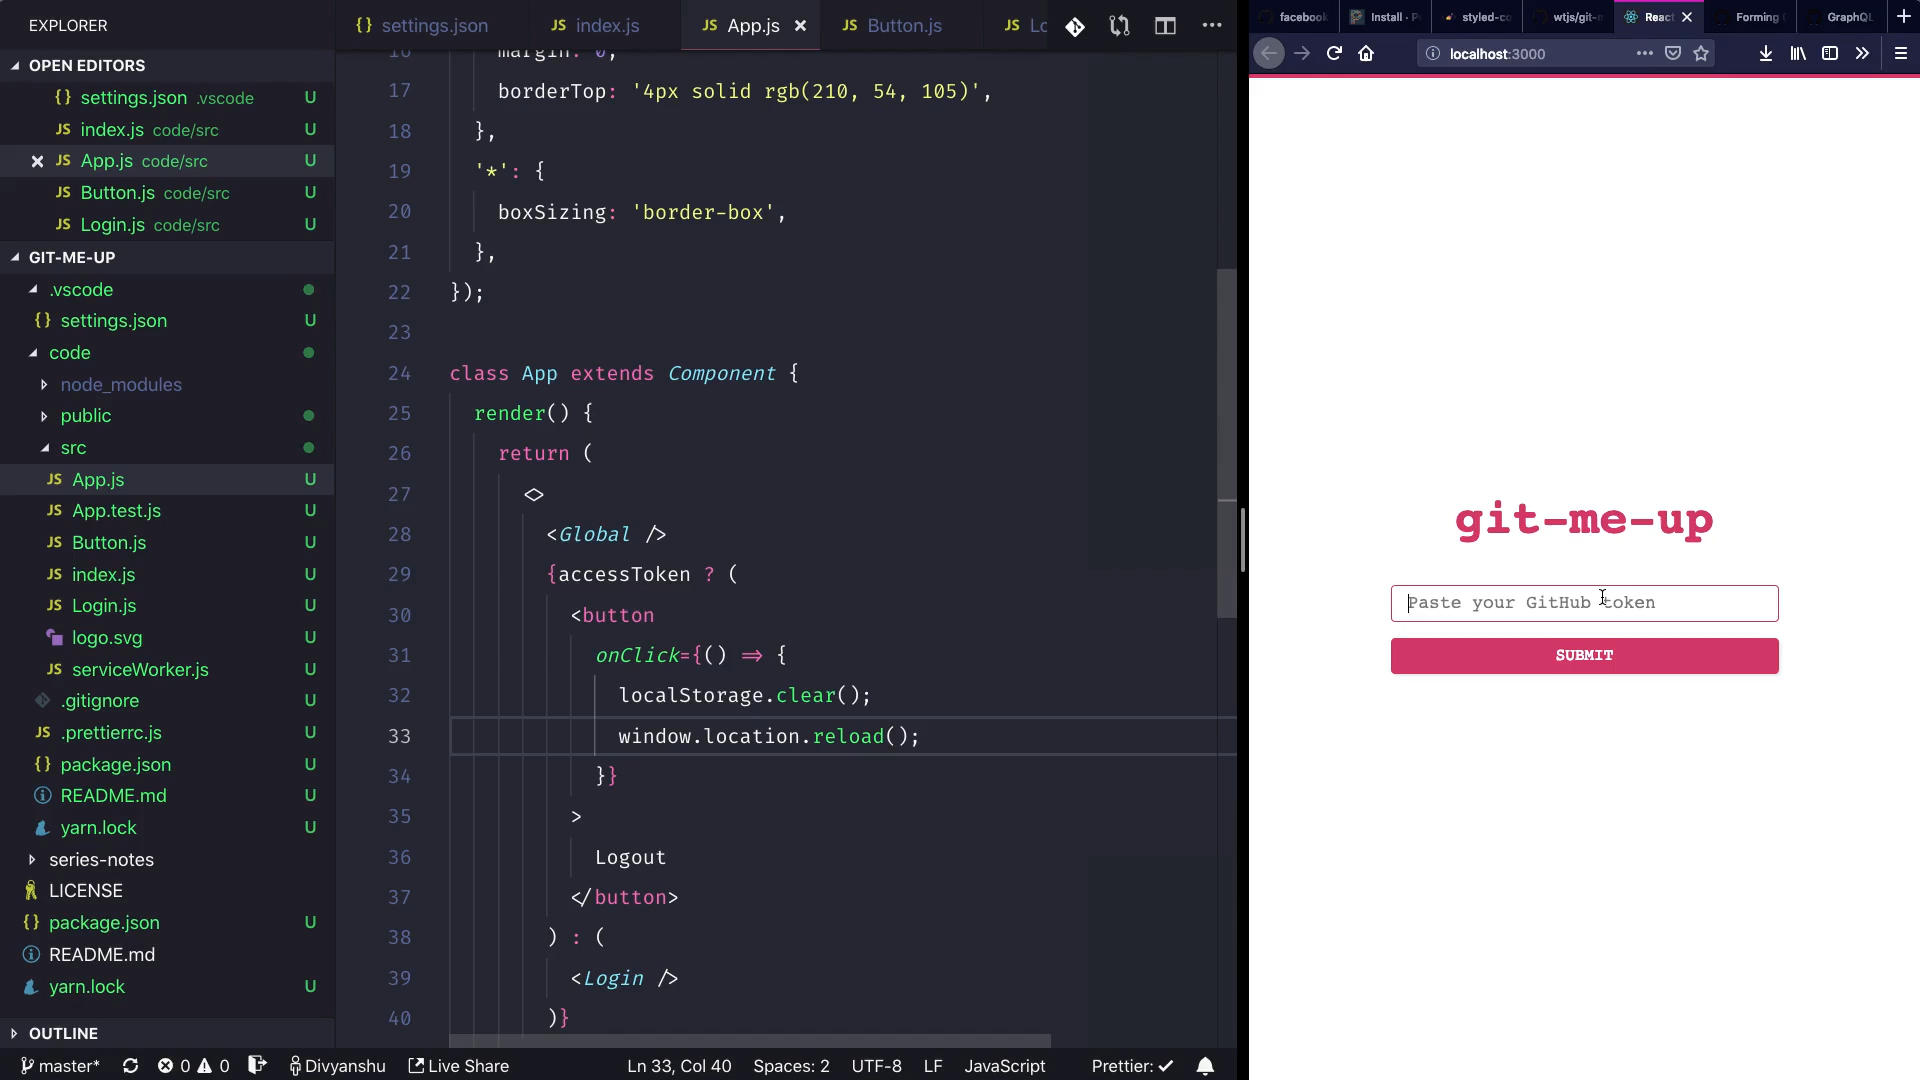 EXPLORER
OPEN EDITORS
{} settings.json .vscode U
JS index.js code/src U
JS App.js code/src U
JS Button.js code/src U
JS Login.js code/src U
GIT-ME-UP
.vscode
{} settings.json U
code
node_modules
public
src
JS App.js U
JS App.test.js U
JS Button.js U
JS index.js U
JS Login.js U
logo.svg U
JS serviceWorker.js U
.gitignore U
JS .prettierrc.js U
{} package.json U
README.md U
yarn.lock U
series-notes
LICENSE
{} package.json U
README.md
yarn.lock U
OUTLINE
{} settings.json
JS index.js
JS App.js
JS Button.js
JS Lo
16 margin: 0,
17 borderTop: '4px solid rgb(210, 54, 105)',
18 },
19 '*': {
20 boxSizing: 'border-box',
21 },
22 });
23
24 class App extends Component {
25 render() {
26 return (
27 <>
28 <Global />
29 {accessToken ? (
30 <button
31 onClick={() => {
32 localStorage.clear();
33 window.location.reload();
34 }}
35 >
36 Logout
37 </button>
38 ) : (
39 <Login />
40 )}
master* 0 0 Divyanshu Live Share Ln 33, Col 40 Spaces: 2 UTF-8 LF JavaScript Prettier: ✓
facebook
Install - P
styled-co
wtjs/git-m
React
Forming
GraphQL
localhost:3000
git-me-up
Paste your GitHub token
SUBMIT